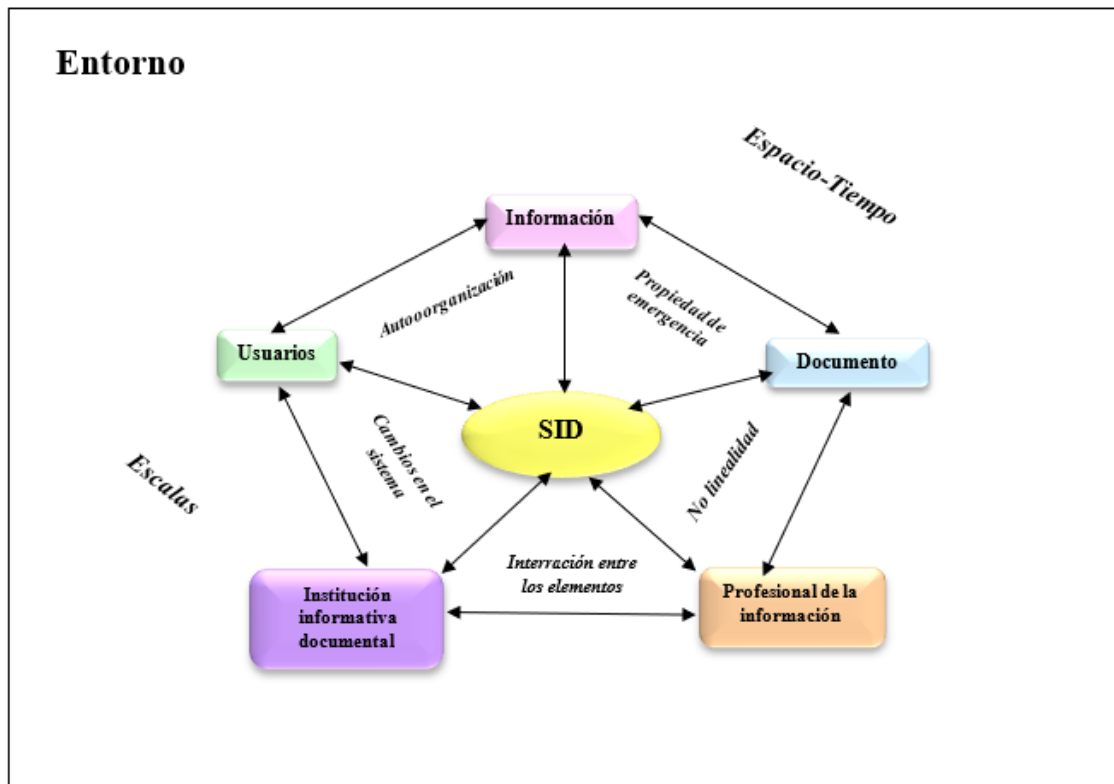 Entorno
Espacio-Tiempo
Información
Autooorganización
Propiedad de
emergencia
Usuarios
Documento
SID
Cambios en el
sistema
No linealidad
Escalas
Interración entre
los elementos
Institución
informativa
documental
Profesional de la
información